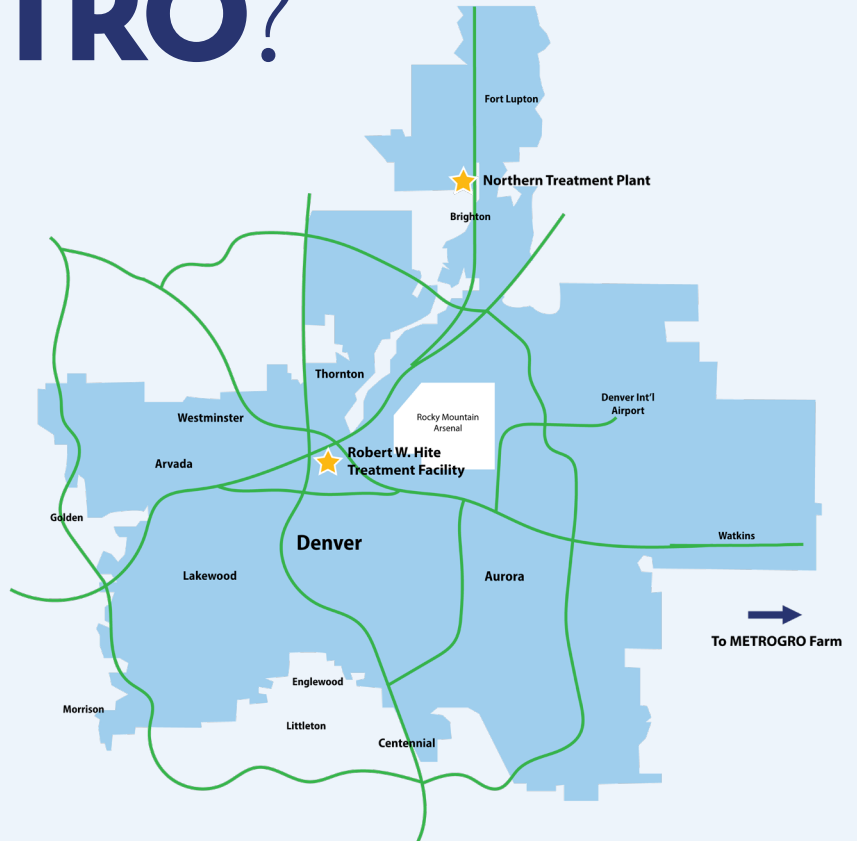 TRO?
Fort Lupton
Northern Treatment Plant
Brighton
Thornton
Denver Int'l
Airport
Rocky Mountain
Arsenal
Westminster
Robert W. Hite
Treatment Facility
Arvada
Golden
Watkins
Denver
Lakewood
Aurora
To METROGRO Farm
Englewood
Morrison
Littleton
Centennial